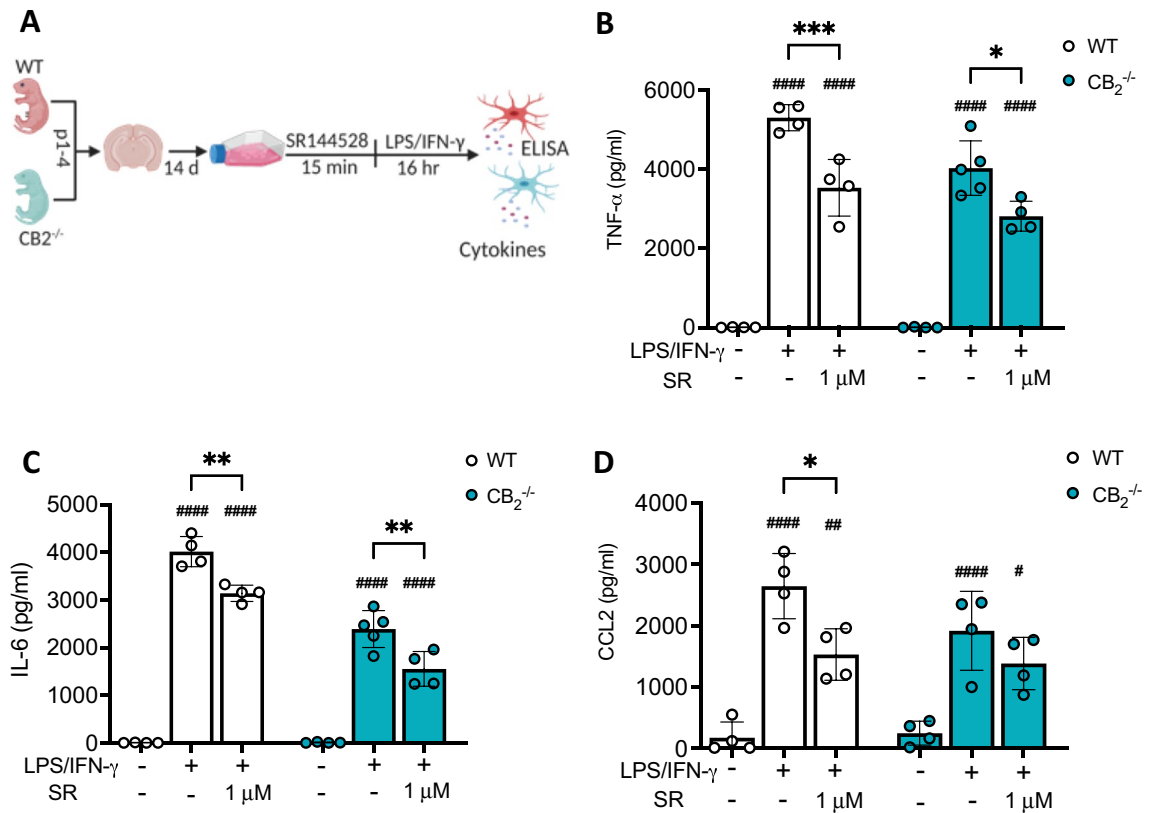 A
WT
p1-4
CB2-/-
14 d
SR144528
15 min
LPS/IFN-γ
16 hr
ELISA
Cytokines
B
WT
CB₂-/-
*** *
#### #### #### ####
TNF-α (pg/ml)
6000
4000
2000
0
LPS/IFN-γ - + + - + +
SR - - 1 μM - - 1 μM
C
WT
CB₂-/-
** **
#### #### #### ####
IL-6 (pg/ml)
5000
4000
3000
2000
1000
0
LPS/IFN-γ - + + - + +
SR - - 1 μM - - 1 μM
D
WT
CB₂-/-
*
#### ## #### #
CCL2 (pg/ml)
4000
3000
2000
1000
0
LPS/IFN-γ - + + - + +
SR - - 1 μM - - 1 μM